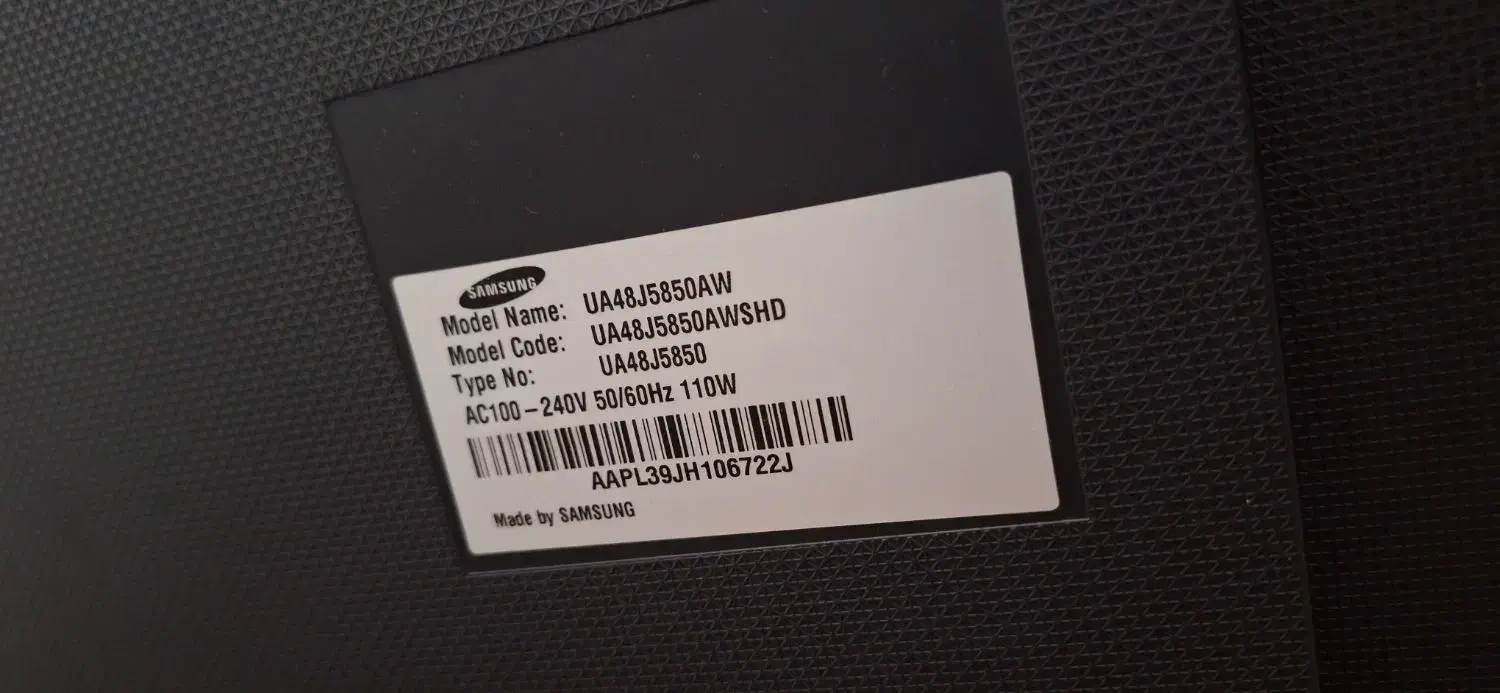 SAMSUNG
Model Name: UA48J5850AW
Model Code: UA48J5850AWSHD
Type No: UA48J5850
AC100-240V 50/60Hz 110W
AAPL39JH106722J
Made by SAMSUNG